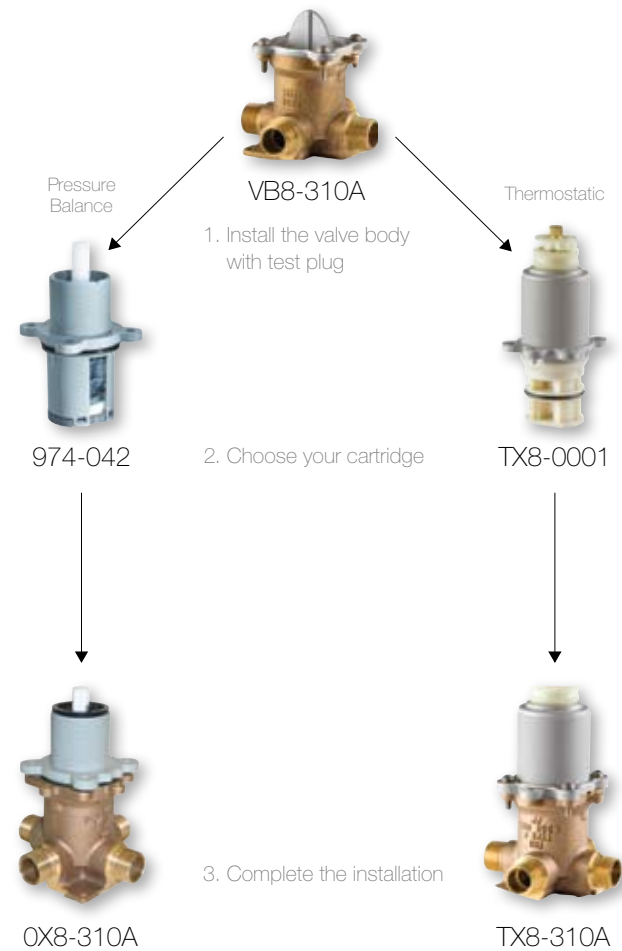 VB8-310A
Pressure
Balance
Thermostatic
1. Install the valve body
with test plug
974-042
2. Choose your cartridge
TX8-0001
3. Complete the installation
0X8-310A
TX8-310A